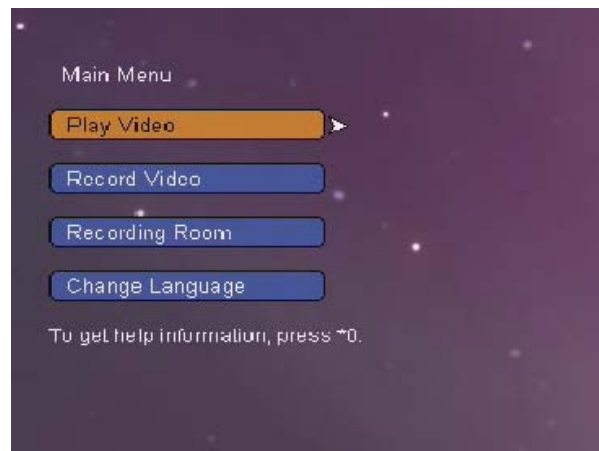 Main Menu
Play Video
Record Video
Recording Room
Change Language
To get help information, press *0.